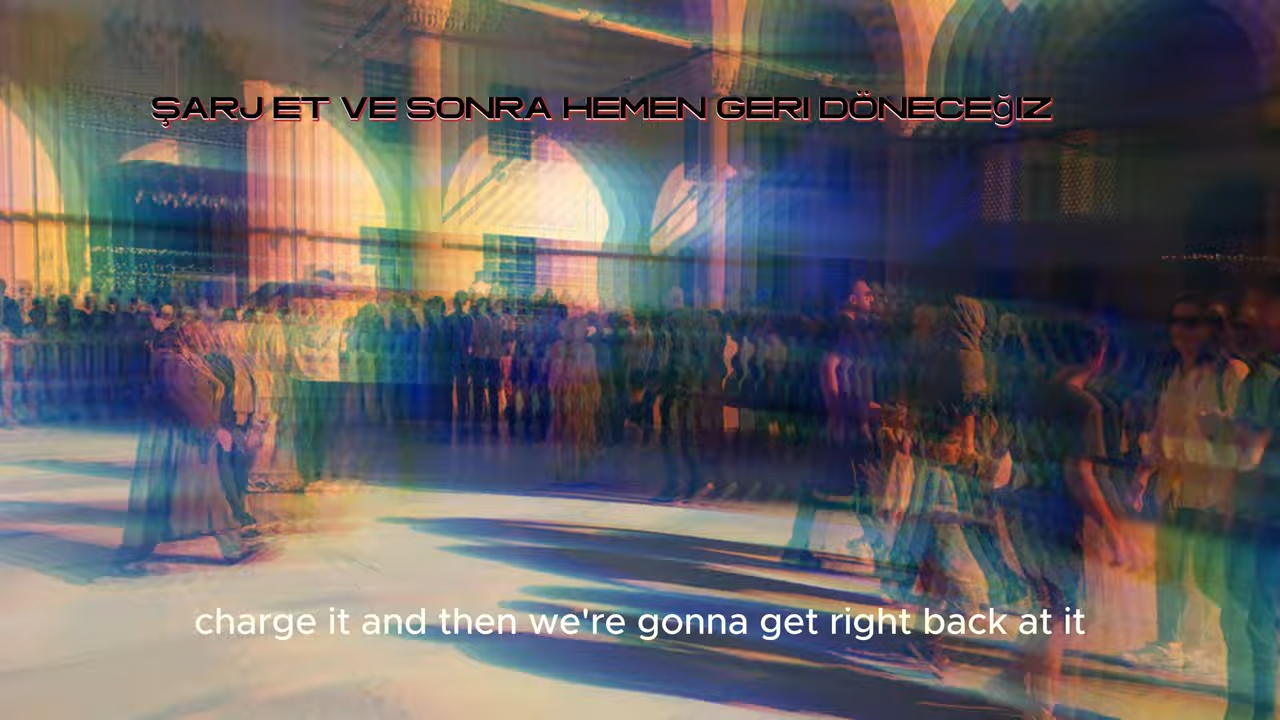 ŞARJ ET VE SONRA HEMEN GERI DÖNECEğIZ
charge it and then we're gonna get right back at it